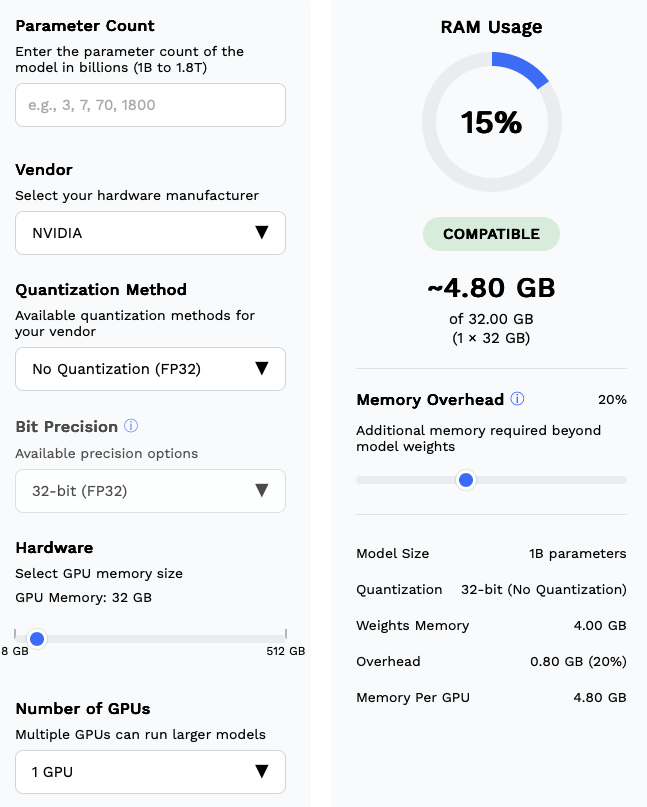 Parameter Count
Enter the parameter count of the
model in billions (1B to 1.8T)
e.g., 3, 7, 70, 1800
Vendor
Select your hardware manufacturer
NVIDIA
Quantization Method
Available quantization methods for
your vendor
No Quantization (FP32)
Bit Precision ⓘ
Available precision options
32-bit (FP32)
Hardware
Select GPU memory size
GPU Memory: 32 GB
8 GB
512 GB
Number of GPUs
Multiple GPUs can run larger models
1 GPU
RAM Usage
15%
COMPATIBLE
~4.80 GB
of 32.00 GB
(1 × 32 GB)
Memory Overhead ⓘ 20%
Additional memory required beyond
model weights
Model Size 1B parameters
Quantization 32-bit (No Quantization)
Weights Memory 4.00 GB
Overhead 0.80 GB (20%)
Memory Per GPU 4.80 GB